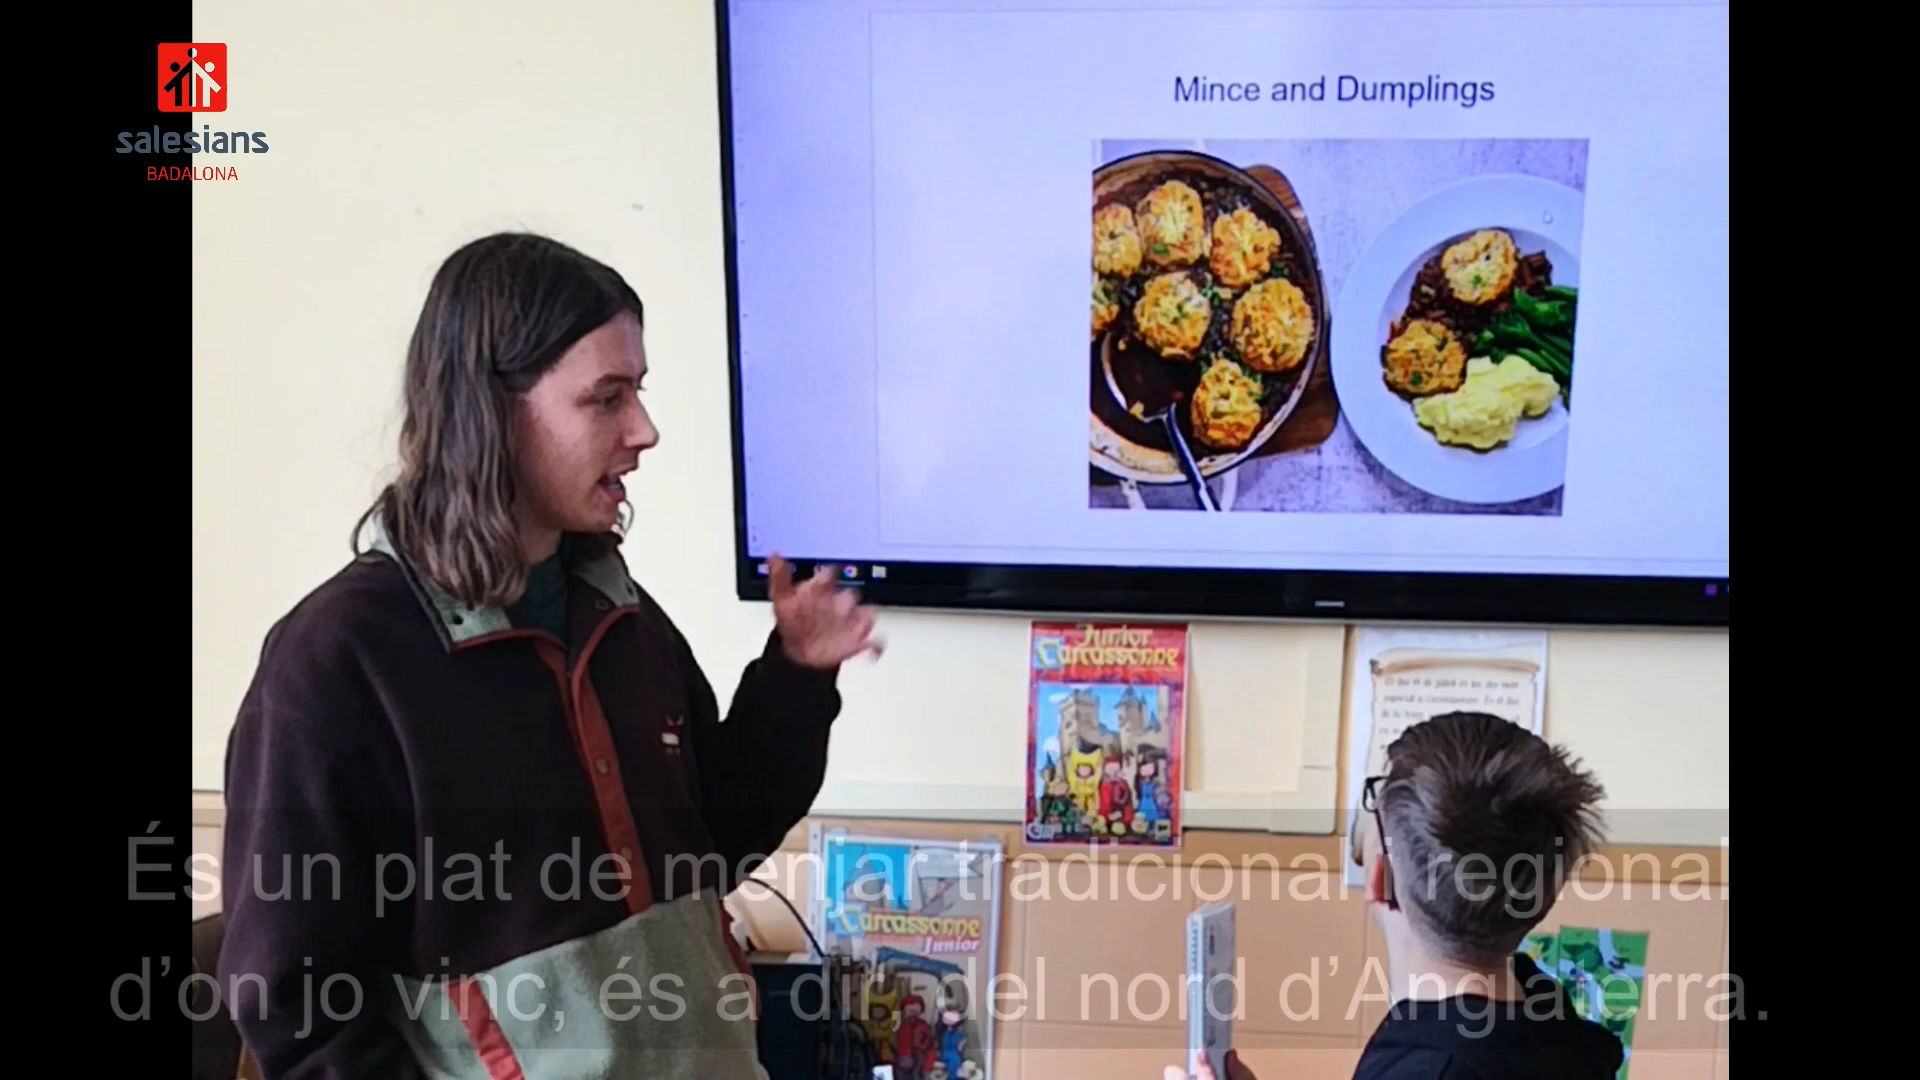 salesians
BADALONA
Mince and Dumplings
Junior
Carcassonne
Carcassonne
Junior
És un plat de menjar tradicional i regional
d’on jo vinc, és a dir, del nord d’Anglaterra.